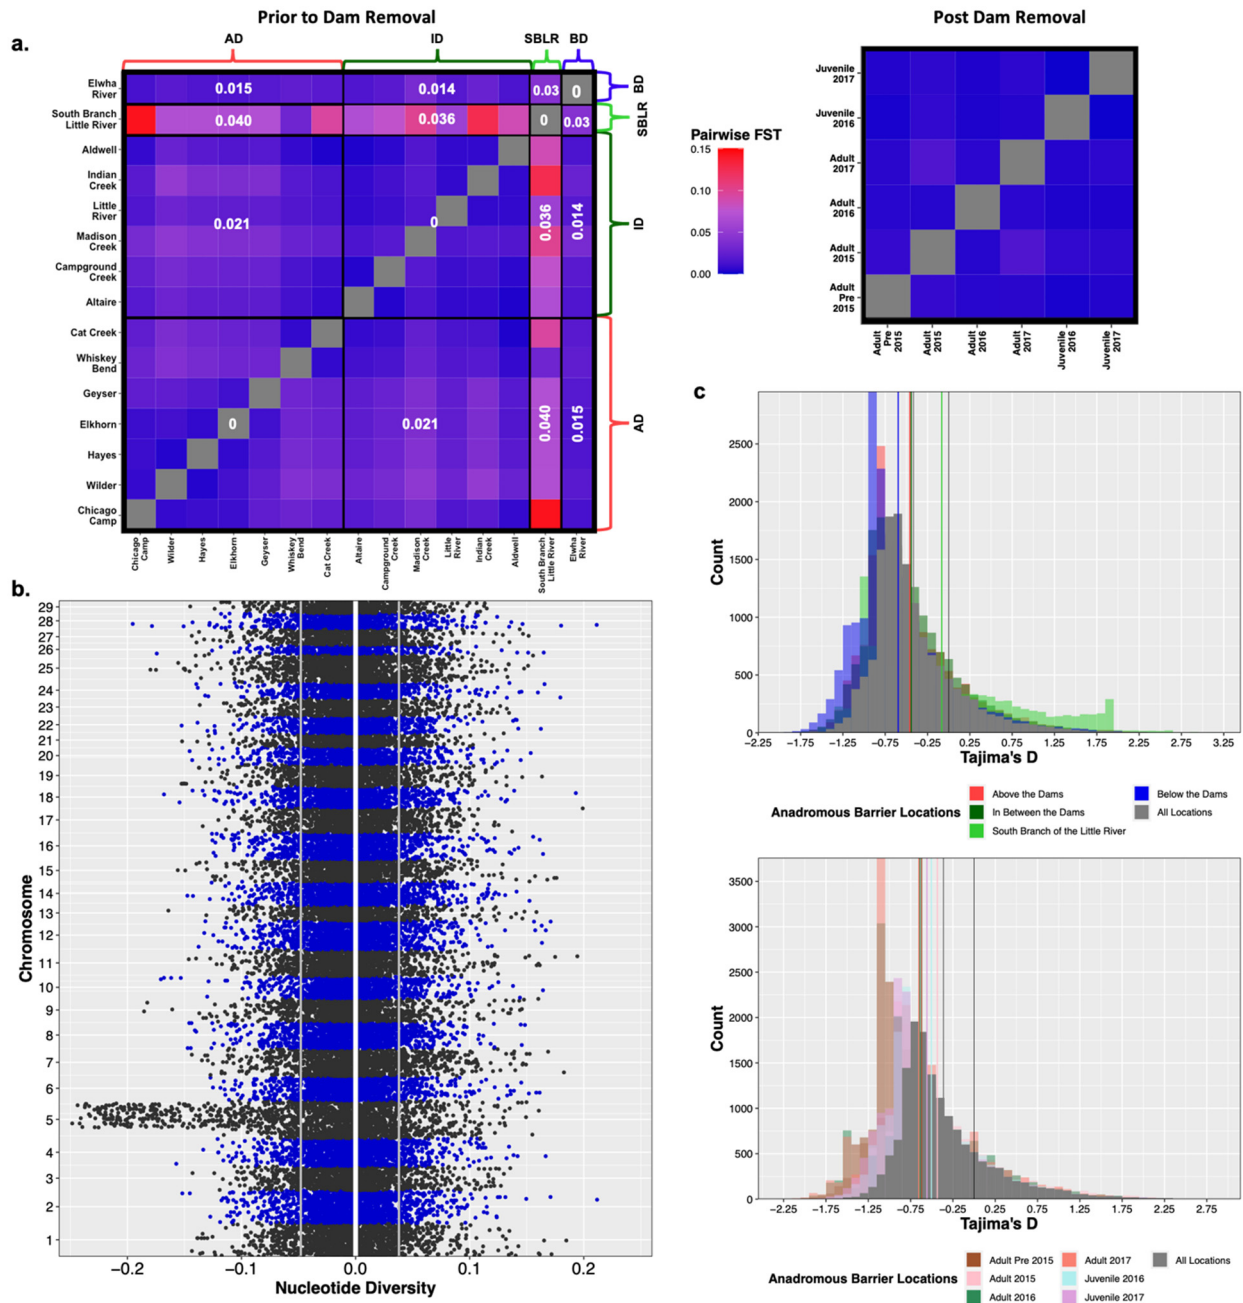 Prior to Dam Removal
Post Dam Removal
a.
AD
ID
SBLR
BD
Elwha
River
South Branch
Little River
Aldwell
Indian
Creek
Little
River
Madison
Creek
Campground
Creek
Altaire
Cat Creek
Whiskey
Bend
Geyser
Elkhorn
Hayes
Wilder
Chicago
Camp
0.015
0.014
0.03
0
0.040
0.036
0
0.03
0.021
0
0.036
0.014
0
0.021
0.040
0.015
BD
SBLR
ID
AD
Chicago
Camp
Wilder
Hayes
Elkhorn
Geyser
Whiskey
Bend
Cat Creek
Altaire
Campground
Creek
Madison
Creek
Little
River
Indian
Creek
Aldwell
South Branch
Little River
Elwha
River
Pairwise FST
0.15
0.10
0.05
0.00
Juvenile
2017
Juvenile
2016
Adult
2017
Adult
2016
Adult
2015
Adult
Pre
2015
Adult
Pre
2015
Adult
2015
Adult
2016
Adult
2017
Juvenile
2016
Juvenile
2017
b.
Chromosome
29
28
27
26
25
24
23
22
21
20
19
18
17
16
15
14
13
12
11
10
9
8
7
6
5
4
3
2
1
−0.2
−0.1
0.0
0.1
0.2
Nucleotide Diversity
c.
Count
2500
2000
1500
1000
500
0
−2.25
−1.75
−1.25
−0.75
−0.25
0.25
0.75
1.25
1.75
2.25
2.75
3.25
Tajima's D
Anadromous Barrier Locations
Above the Dams
In Between the Dams
South Branch of the Little River
Below the Dams
All Locations
Count
3500
3000
2500
2000
1500
1000
500
0
−2.25
−1.75
−1.25
−0.75
−0.25
0.25
0.75
1.25
1.75
2.25
2.75
Tajima's D
Anadromous Barrier Locations
Adult Pre 2015
Adult 2015
Adult 2016
Adult 2017
Juvenile 2016
Juvenile 2017
All Locations